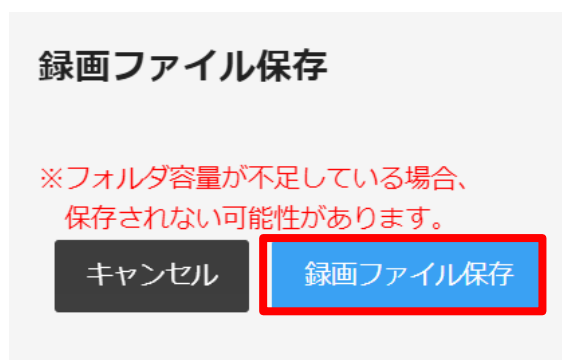 録画ファイル保存
※フォルダ容量が不足している場合、
保存されない可能性があります。
キャンセル
録画ファイル保存